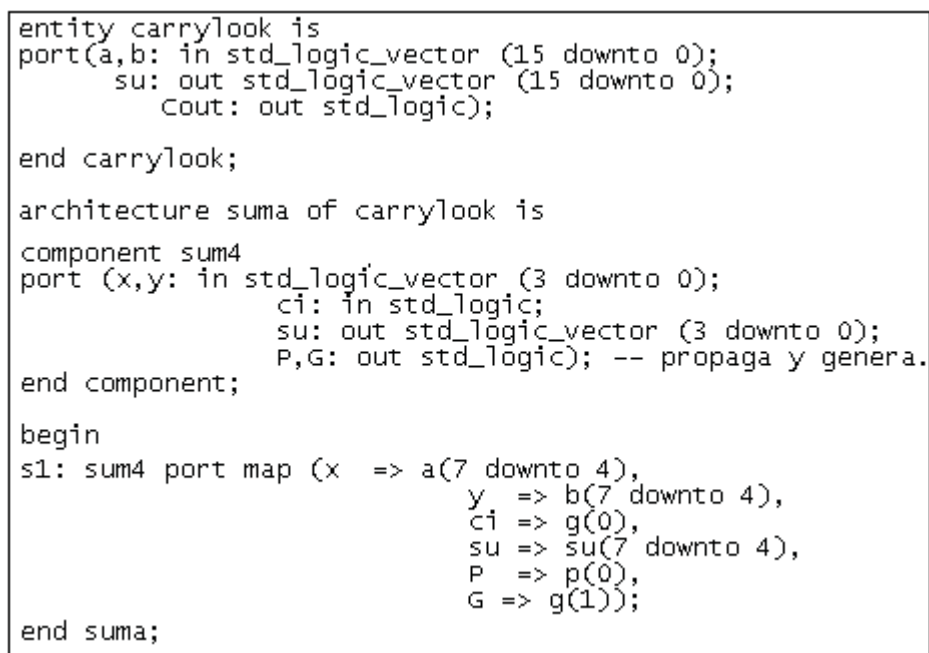 entity carrylook is
port(a,b: in std_logic_vector (15 downto 0);
su: out std_logic_vector (15 downto 0);
Cout: out std_logic);
end carrylook;
architecture suma of carrylook is
component sum4
port (x,y: in std_logic_vector (3 downto 0);
ci: in std_logic;
su: out std_logic_vector (3 downto 0);
P,G: out std_logic); -- propaga y genera.
end component;
begin
s1: sum4 port map (x => a(7 downto 4),
y => b(7 downto 4),
ci => g(0),
su => su(7 downto 4),
P => p(0),
G => g(1));
end suma;